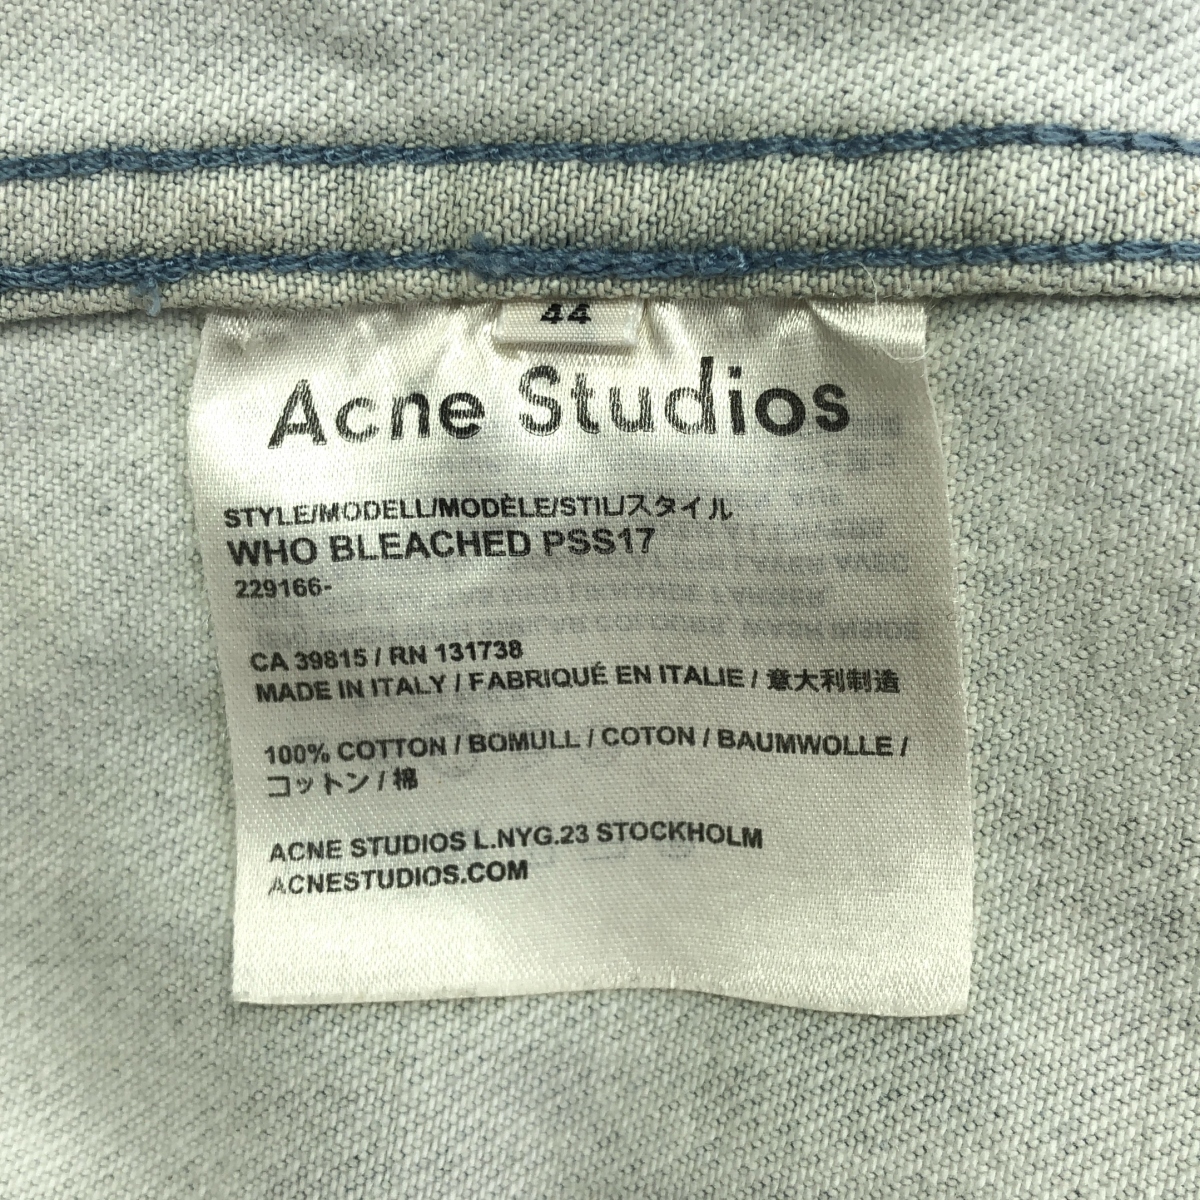 44
Acne Studios
STYLE/MODELL/MODÈLE/STIL/スタイル
WHO BLEACHED PSS17
229166-
CA 39815 / RN 131738
MADE IN ITALY / FABRIQUÉ EN ITALIE / 意大利制造
100% COTTON / BOMULL / COTON / BAUMWOLLE /
コットン / 棉
ACNE STUDIOS L.NYG.23 STOCKHOLM
ACNESTUDIOS.COM